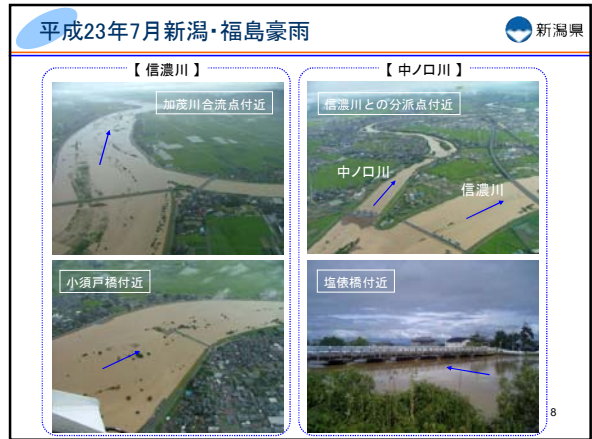 平成23年7月新潟・福島豪雨
新潟県
【 信濃川 】
加茂川合流点付近
小須戸橋付近
【 中ノ口川 】
信濃川との分派点付近
中ノ口川
信濃川
塩俵橋付近
8